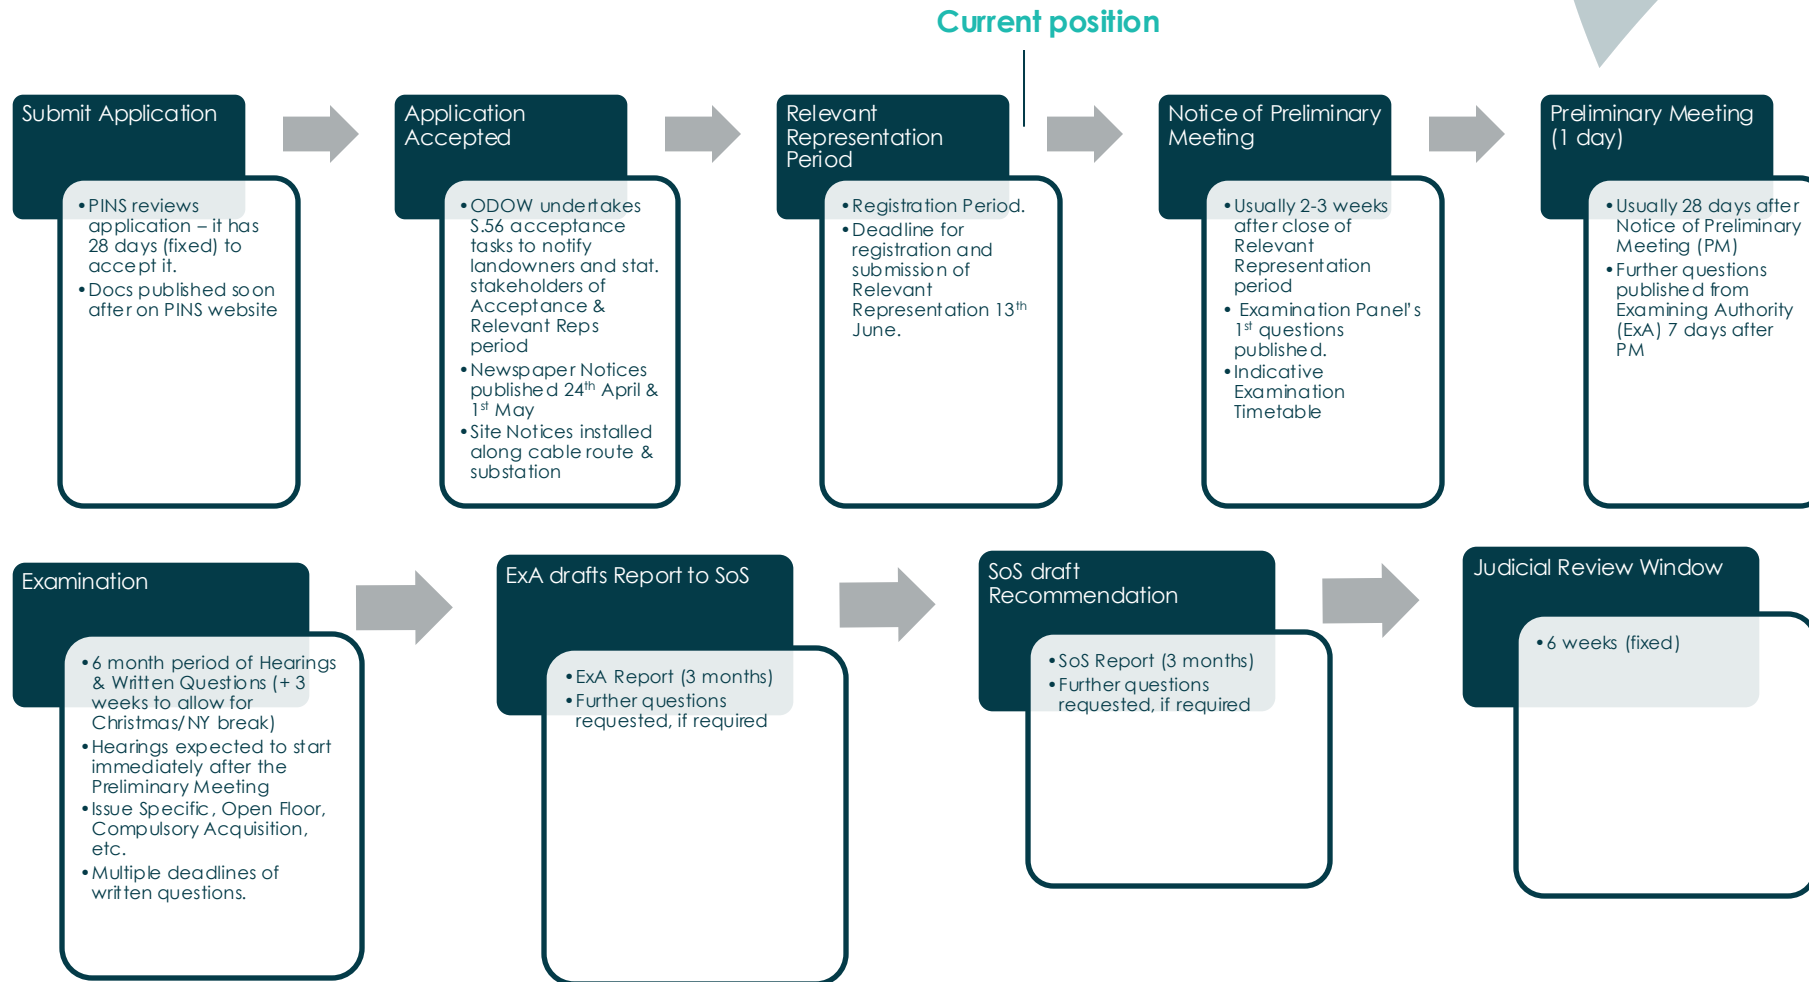 Current position
Submit Application
• PINS reviews
application – it has
28 days (fixed) to
accept it.
• Docs published soon
after on PINS website
Application
Accepted
• ODOW undertakes
S.56 acceptance
tasks to notify
landowners and stat.
stakeholders of
Acceptance &
Relevant Reps
period
• Newspaper Notices
published 24th April &
1st May
• Site Notices installed
along cable route &
substation
Relevant
Representation
Period
• Registration Period.
• Deadline for
registration and
submission of
Relevant
Representation 13th
June.
Notice of Preliminary
Meeting
• Usually 2-3 weeks
after close of
Relevant
Representation
period
• Examination Panel's
1st questions
published.
• Indicative
Examination
Timetable
Preliminary Meeting
(1 day)
• Usually 28 days after
Notice of Preliminary
Meeting (PM)
• Further questions
published from
Examining Authority
(ExA) 7 days after
PM
Examination
• 6 month period of Hearings
& Written Questions (+ 3
weeks to allow for
Christmas/NY break)
• Hearings expected to start
immediately after the
Preliminary Meeting
• Issue Specific, Open Floor,
Compulsory Acquisition,
etc.
• Multiple deadlines of
written questions.
ExA drafts Report to SoS
• ExA Report (3 months)
• Further questions
requested, if required
SoS draft
Recommendation
• SoS Report (3 months)
• Further questions
requested, if required
Judicial Review Window
• 6 weeks (fixed)